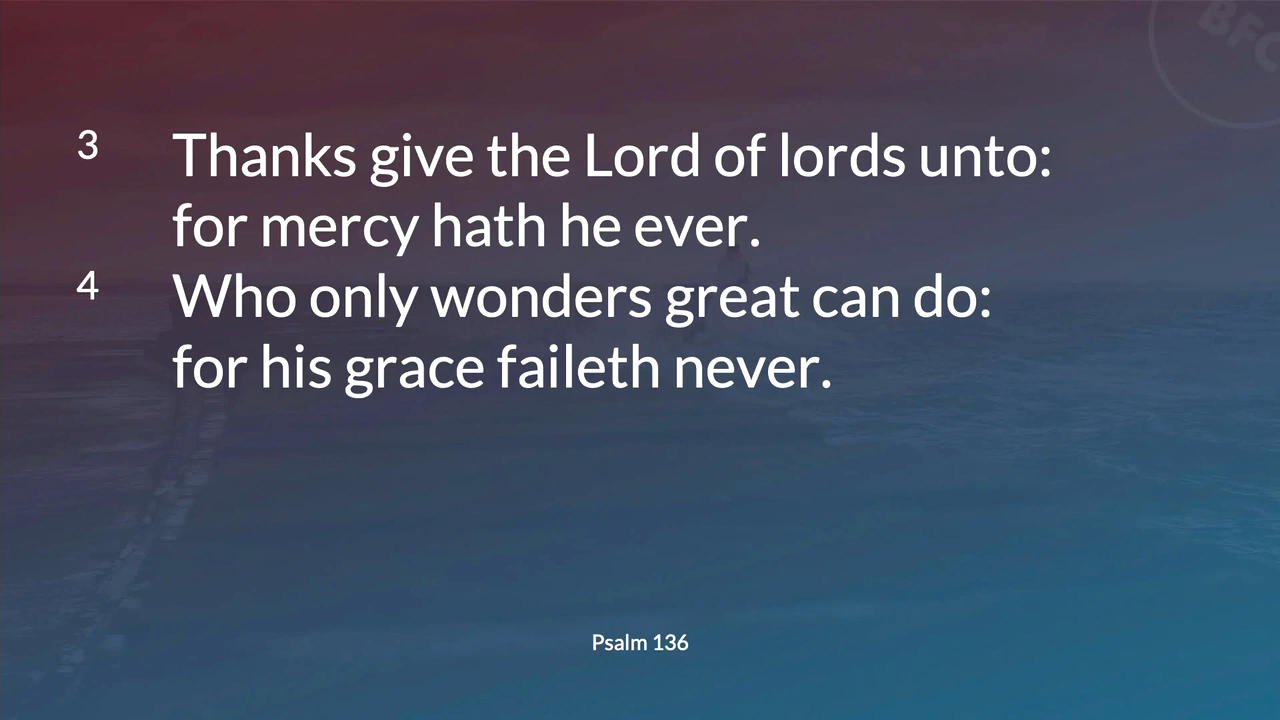 BFC
3 Thanks give the Lord of lords unto:
for mercy hath he ever.
4 Who only wonders great can do:
for his grace faileth never.
Psalm 136